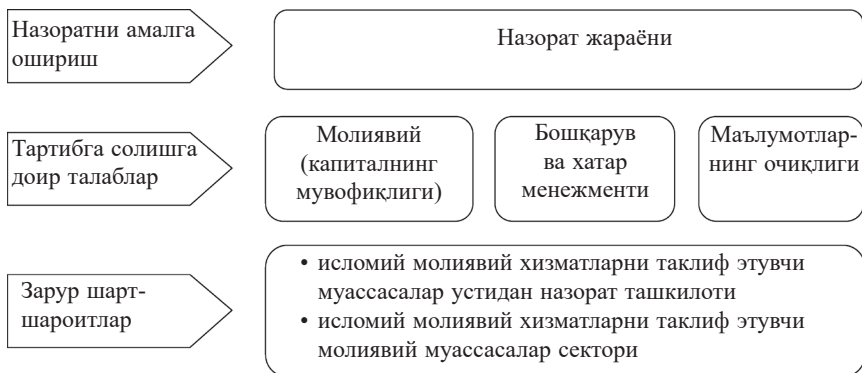 Назоратни амалга
ошириш
Назорат жараёни
Тартибга солишга
доир талаблар
Молиявий
(капиталнинг
мувофиқлиги)
Бошқарув
ва хатар
менежменти
Маълумотлар-
нинг очиқлиги
Зарур шарт-
шароитлар
• исломий молиявий хизматларни таклиф этувчи
муассасалар устидан назорат ташкилоти
• исломий молиявий хизматларни таклиф этувчи
молиявий муассасалар сектори